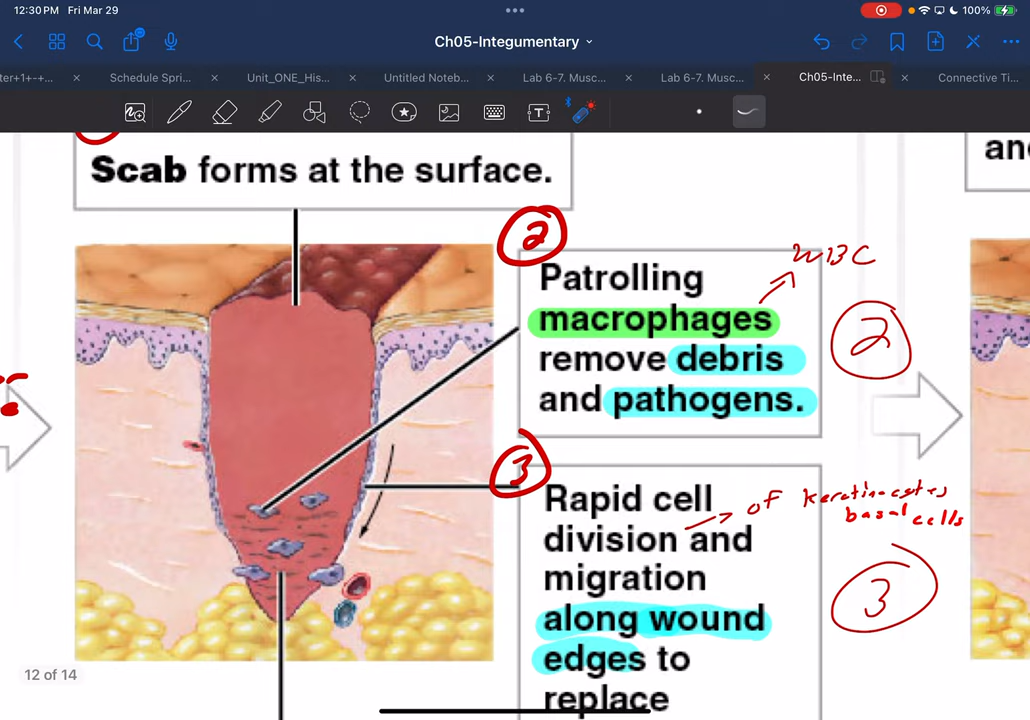 12:30 PM Fri Mar 29
100%
Ch05-Integumentary
ter+1+-+...
Schedule Spri...
Unit_ONE_His...
Untitled Noteb...
Lab 6-7. Musc...
Lab 6-7. Musc...
Ch05-Inte...
Connective Ti...
Scab forms at the surface.
an
2
Patrolling
macrophages
remove debris
and pathogens.
WBC
2
3
Rapid cell
division and
migration
along wound
edges to
replace
of keratinocytes
basal cells
3
12 of 14